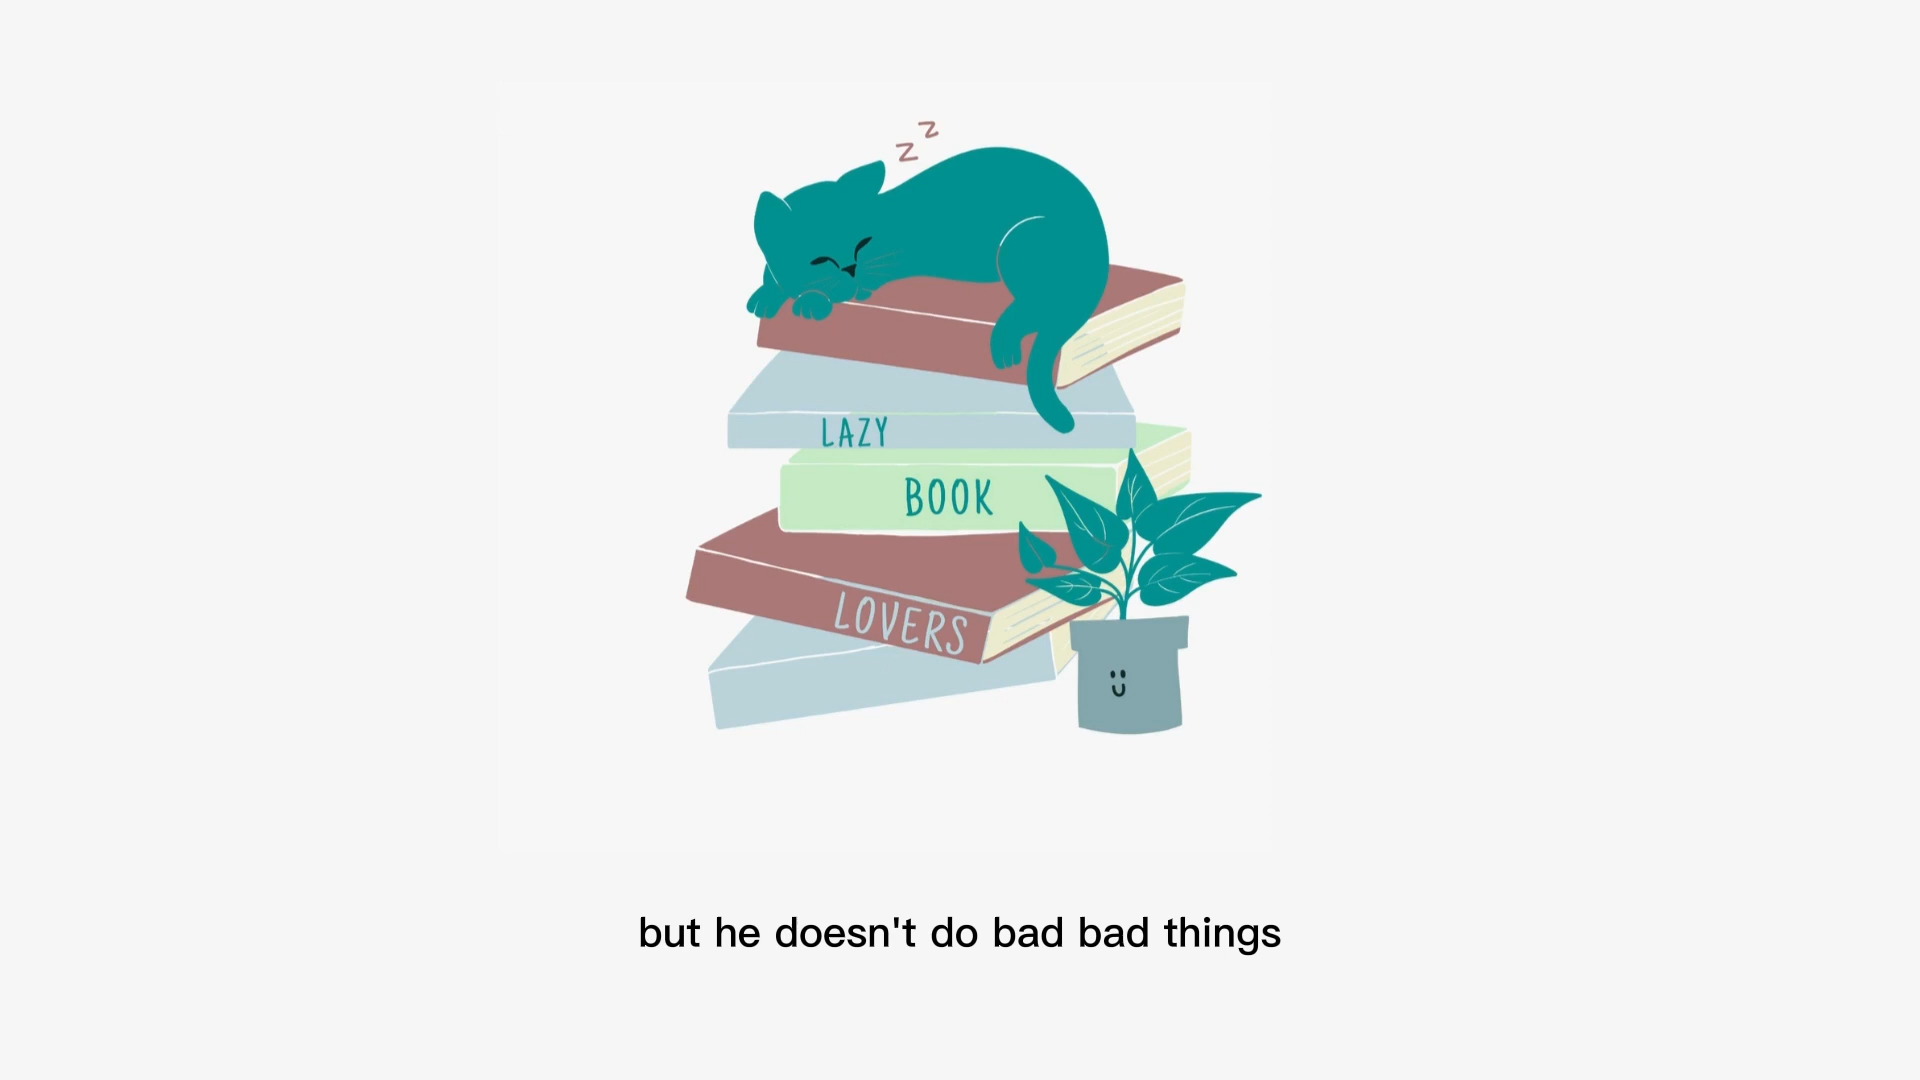 z
z
LAZY
BOOK
LOVERS
but he doesn't do bad bad things